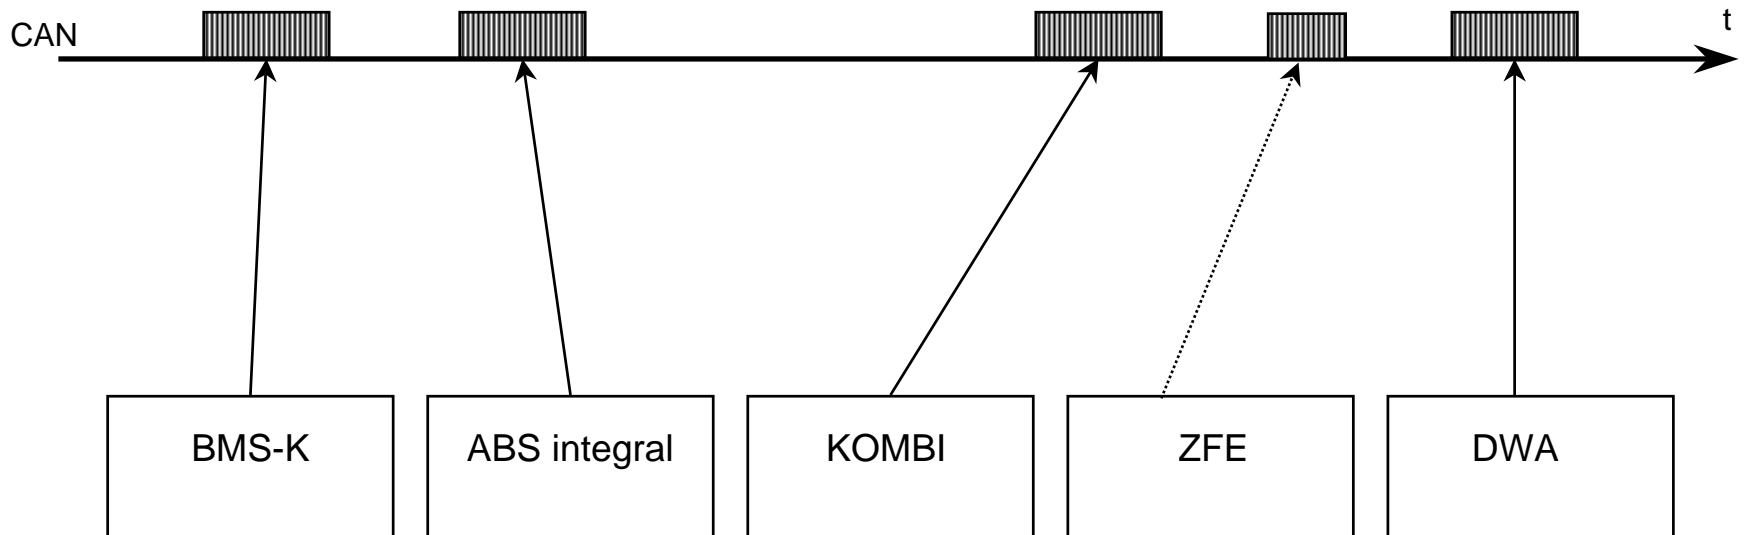 CAN
t
BMS-K
ABS integral
KOMBI
ZFE
DWA